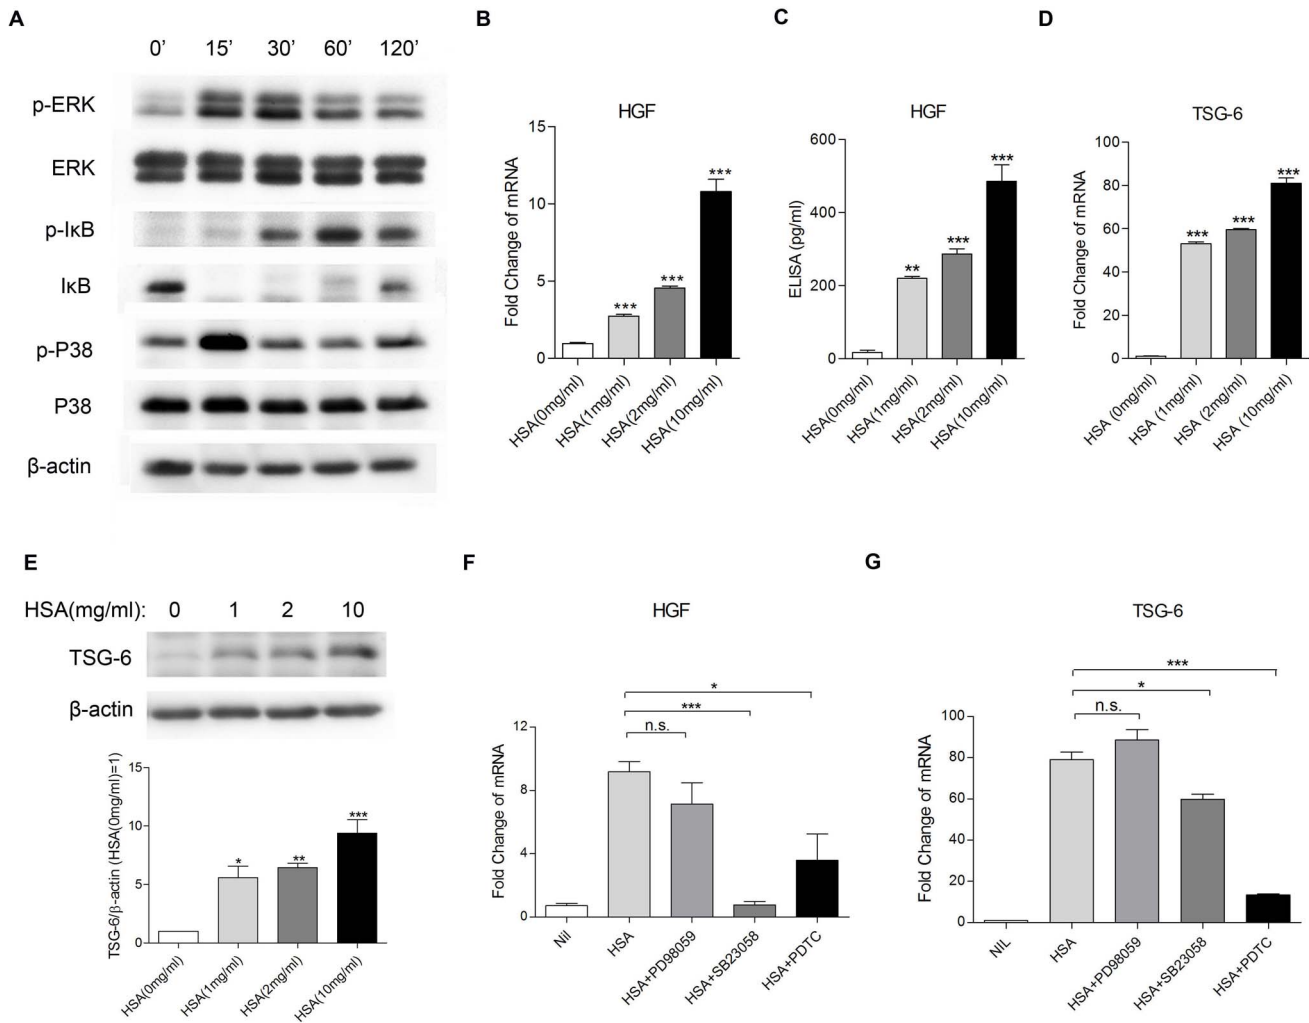 A
0’ 15’ 30’ 60’ 120’
p-ERK
ERK
p-IκB
IκB
p-P38
P38
β-actin
B
HGF
Fold Change of mRNA
15
10
5
0
***
***
***
HSA(0mg/ml)
HSA(1mg/ml)
HSA(2mg/ml)
HSA(10mg/ml)
C
HGF
ELISA (pg/ml)
600
400
200
0
**
***
***
HSA(0mg/ml)
HSA(1mg/ml)
HSA(2mg/ml)
HSA(10mg/ml)
D
TSG-6
Fold Change of mRNA
100
80
60
40
20
0
***
***
***
HSA (0mg/ml)
HSA (1mg/ml)
HSA (2mg/ml)
HSA (10mg/ml)
E
HSA(mg/ml): 0 1 2 10
TSG-6
β-actin
TSG-6/β-actin (HSA(0mg/ml)=1)
15
10
5
0
*
**
***
HSA(0mg/ml)
HSA(1mg/ml)
HSA(2mg/ml)
HSA(10mg/ml)
F
HGF
*
***
n.s.
Fold Change of mRNA
12
8
4
0
Nil
HSA
HSA+PD98059
HSA+SB23058
HSA+PDTC
G
TSG-6
***
*
n.s.
Fold Change of mRNA
100
80
60
40
20
0
NIL
HSA
HSA+PD98059
HSA+SB23058
HSA+PDTC